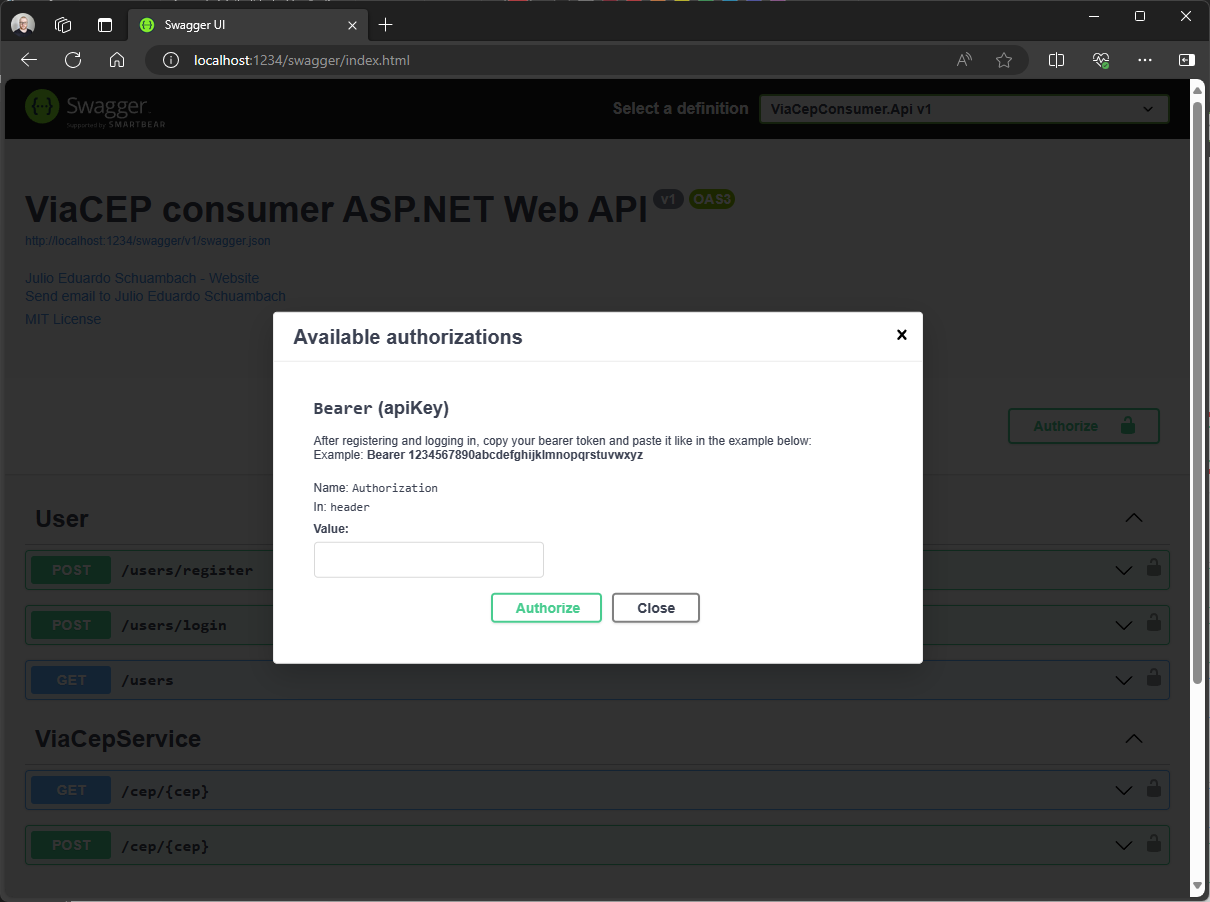 Swagger UI
localhost:1234/swagger/index.html
Swagger.
Supported by SMARTBEAR
Select a definition
ViaCepConsumer.Api v1
ViaCEP consumer ASP.NET Web API v1 OAS3
http://localhost:1234/swagger/v1/swagger.json
Julio Eduardo Schuambach - Website
Send email to Julio Eduardo Schuambach
MIT License
Available authorizations
Bearer (apiKey)
After registering and logging in, copy your bearer token and paste it like in the example below:
Example: Bearer 1234567890abcdefghijklmnopqrstuvwxyz
Name: Authorization
In: header
Value:
Authorize Close
Authorize
User
POST /users/register
POST /users/login
GET /users
ViaCepService
GET /cep/{cep}
POST /cep/{cep}